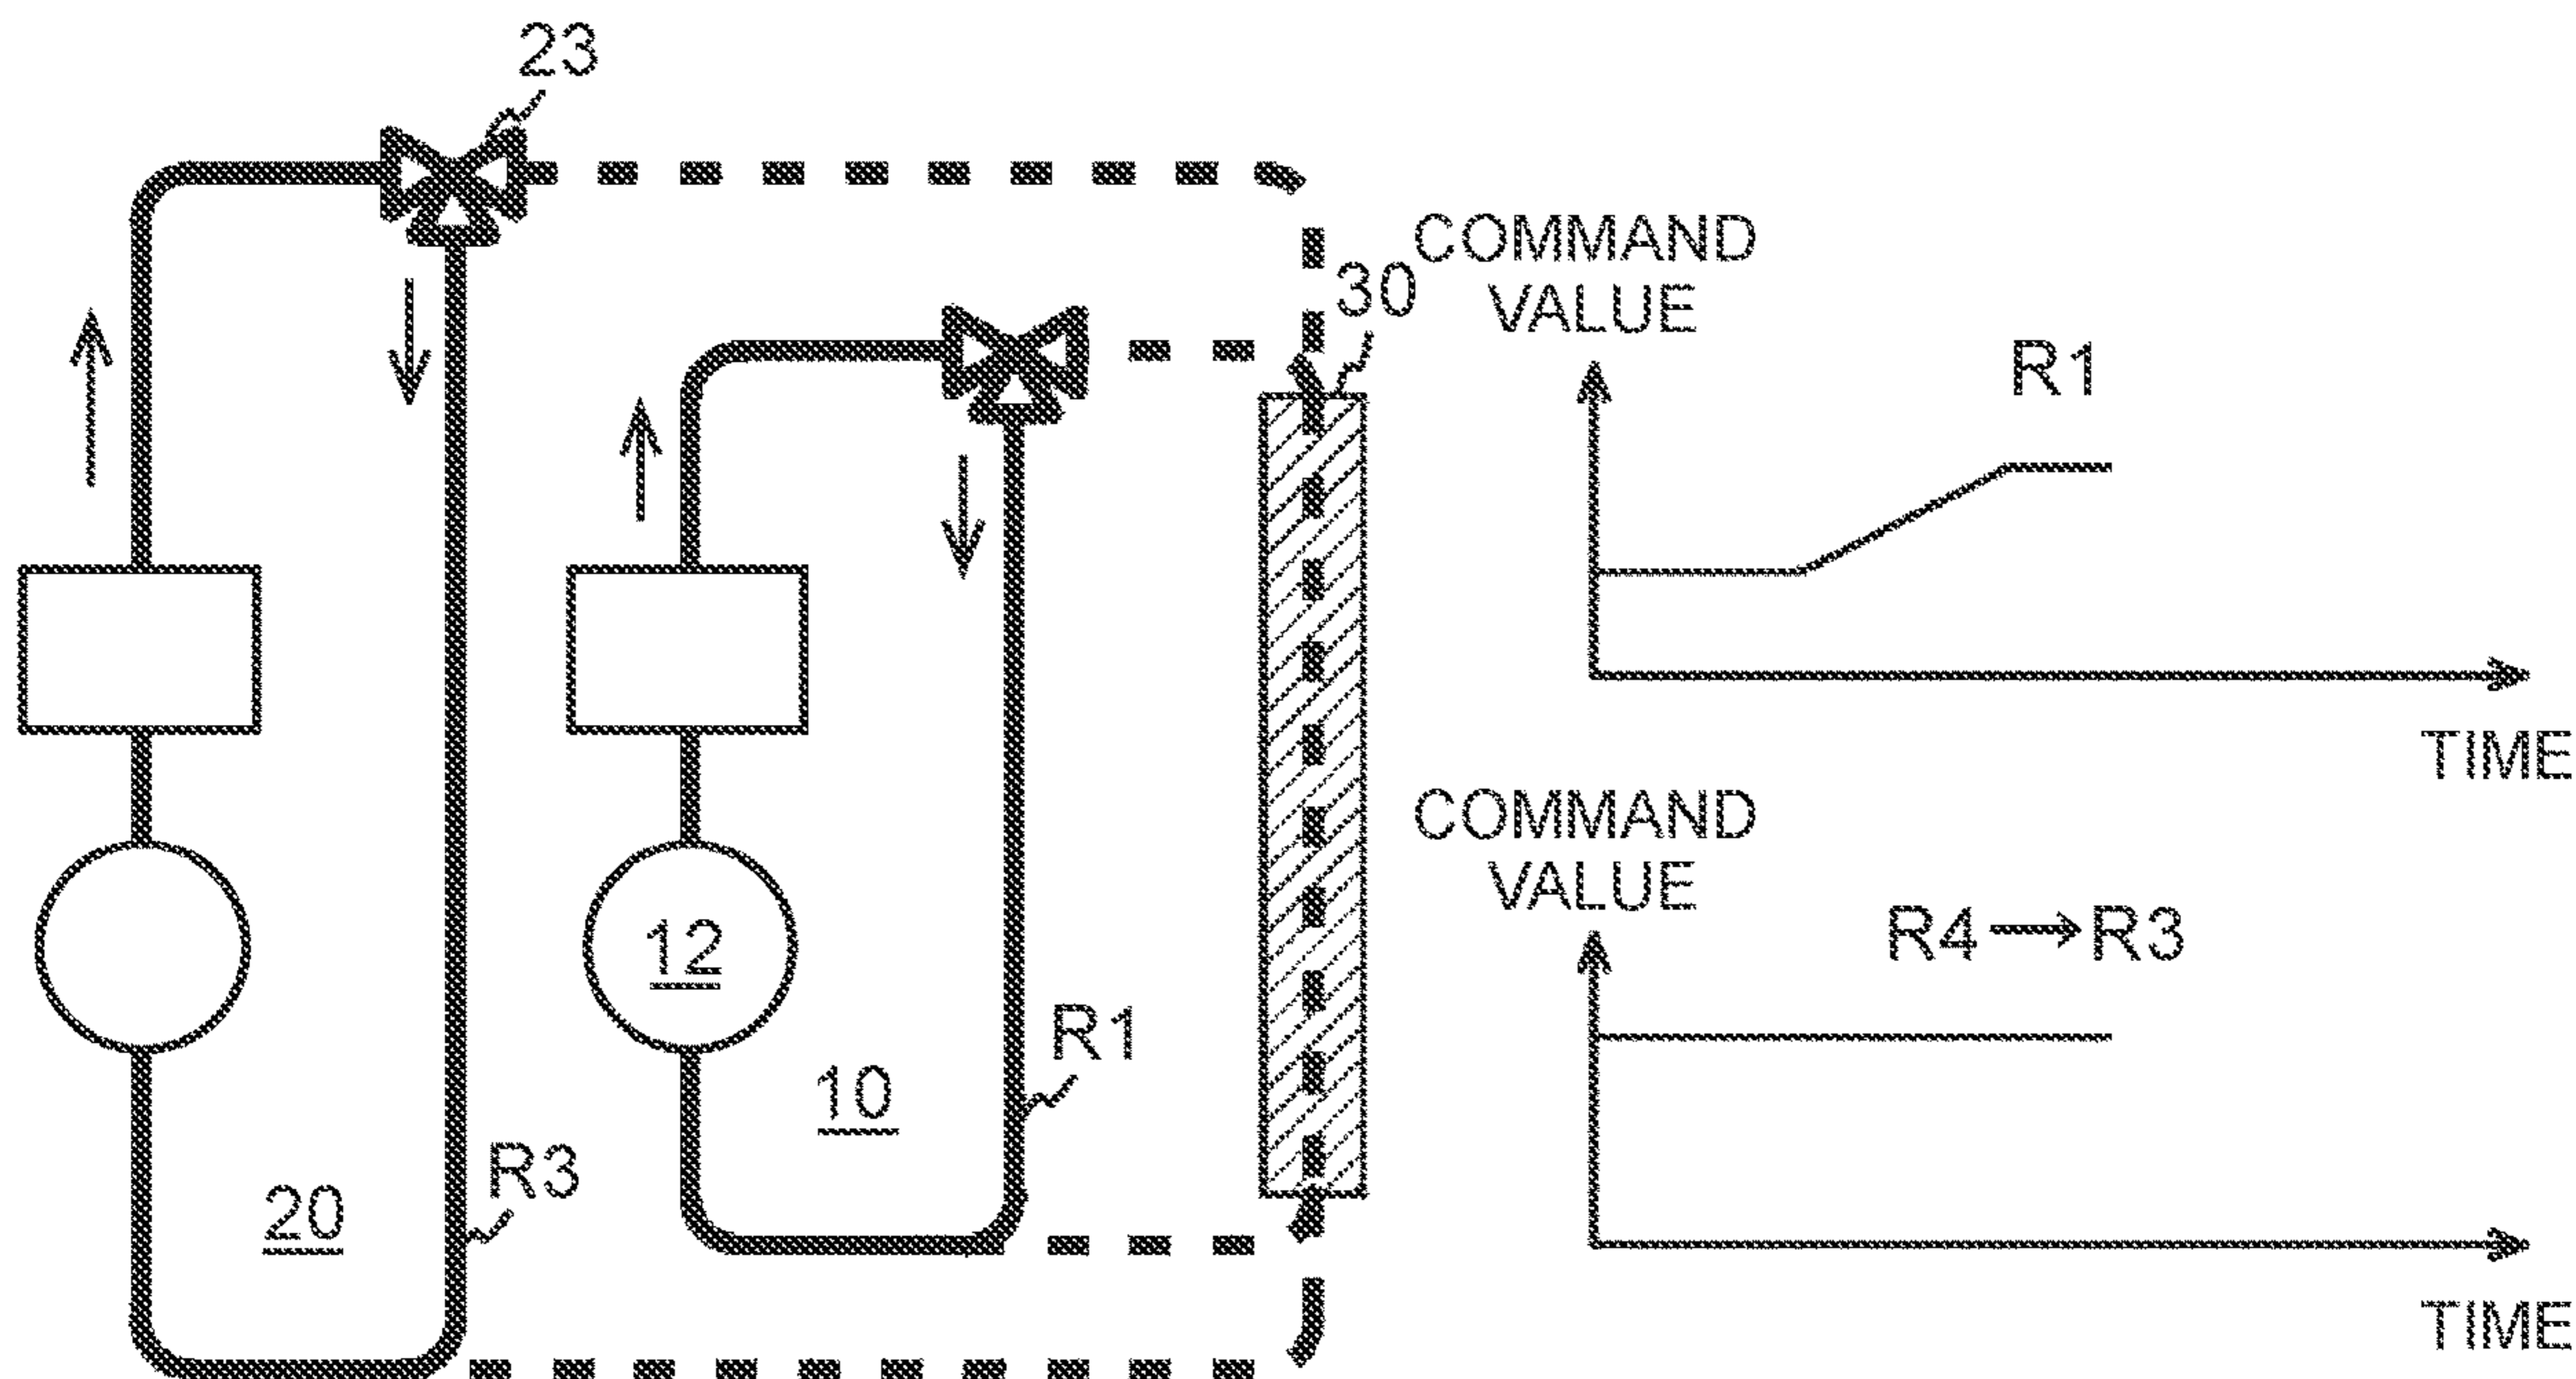 23
COMMAND
VALUE
30
R1
TIME
COMMAND
VALUE
R4→R3
12
R1
10
R3
20
TIME